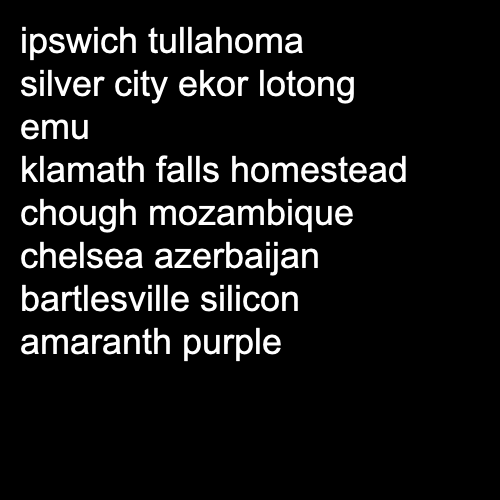 ipswich tullahoma
silver city ekor lotong
emu
klamath falls homestead
chough mozambique
chelsea azerbaijan
bartlesville silicon
amaranth purple